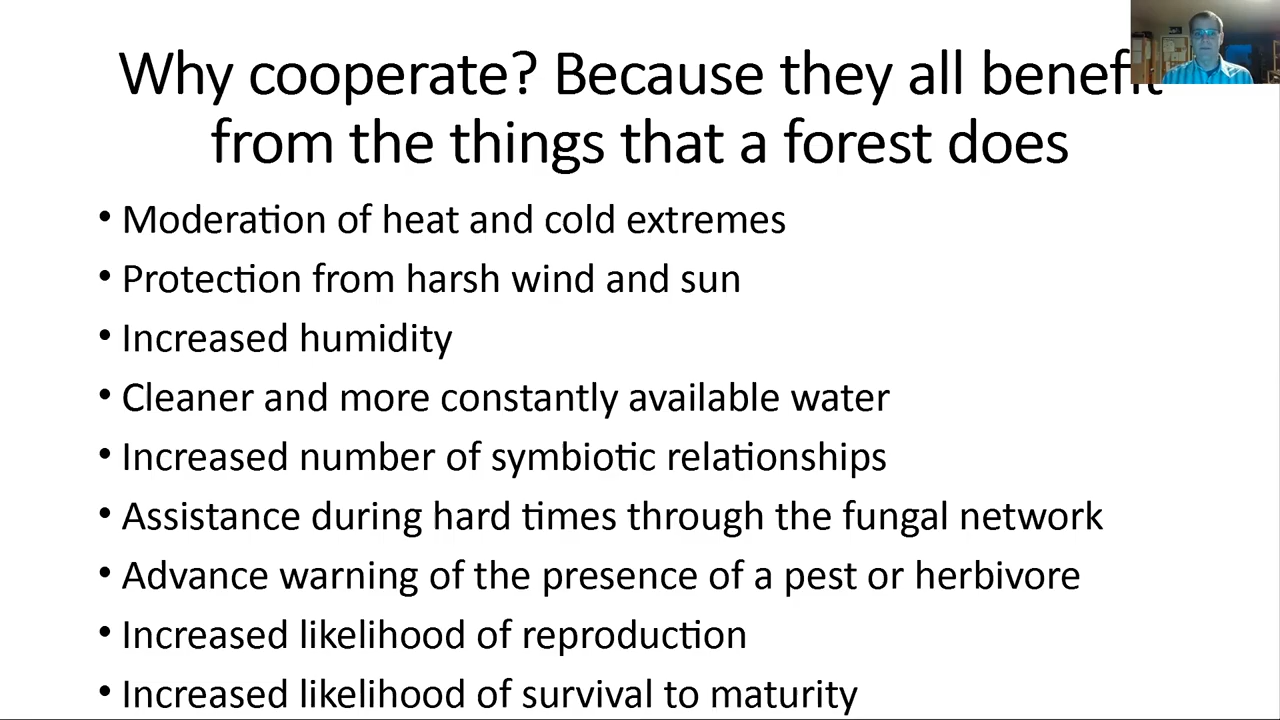 Why cooperate? Because they all benefit
from the things that a forest does
• Moderation of heat and cold extremes
• Protection from harsh wind and sun
• Increased humidity
• Cleaner and more constantly available water
• Increased number of symbiotic relationships
• Assistance during hard times through the fungal network
• Advance warning of the presence of a pest or herbivore
• Increased likelihood of reproduction
• Increased likelihood of survival to maturity